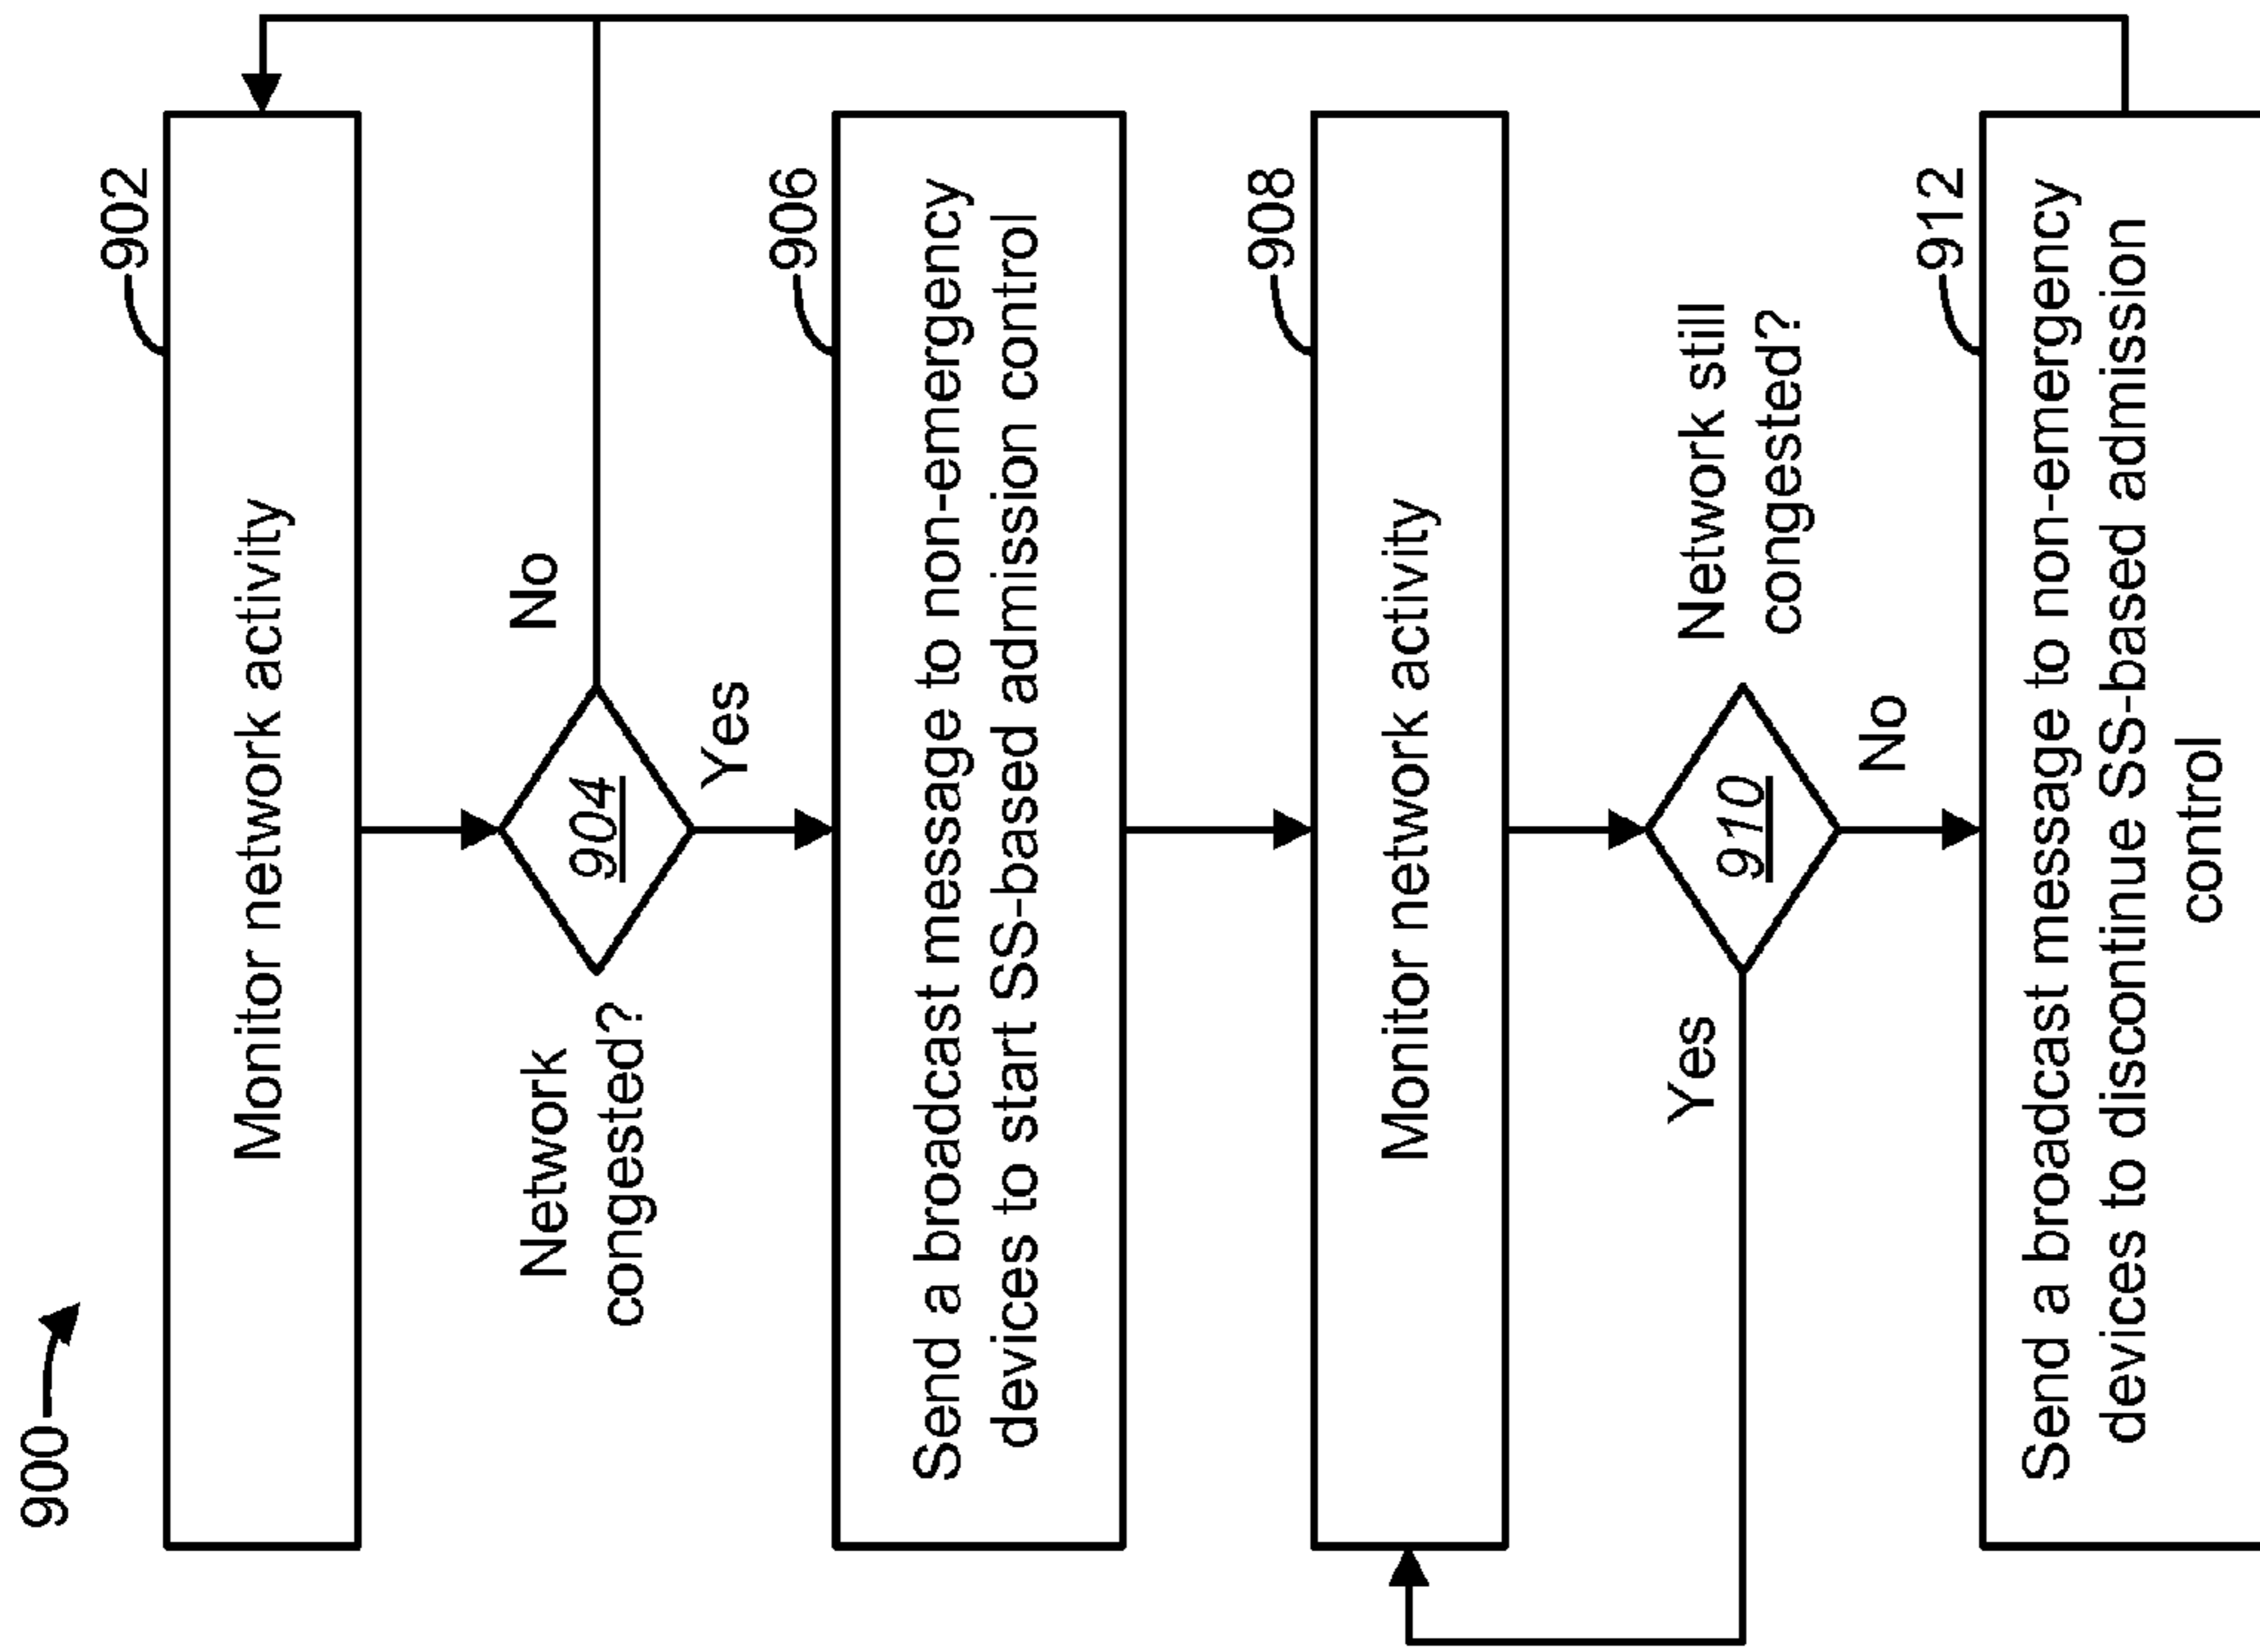 900
902
Monitor network activity
Network
congested?
904
No
Yes
906
Send a broadcast message to non-emergency
devices to start SS-based admission control
908
Monitor network activity
Network still
congested?
910
Yes
No
912
Send a broadcast message to non-emergency
devices to discontinue SS-based admission
control